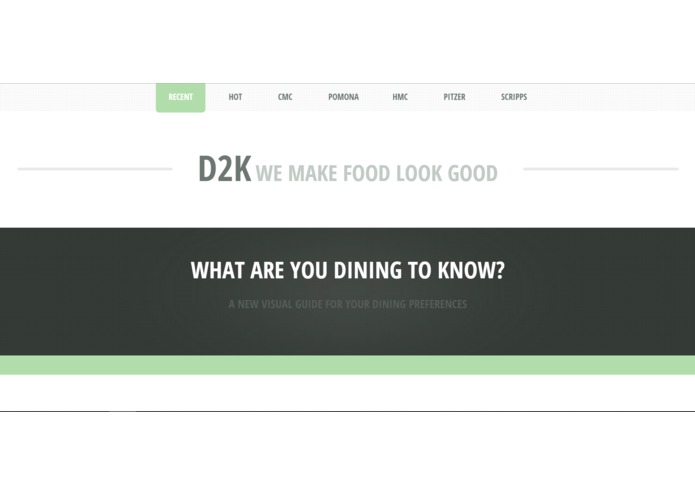 RECENT HOT CMC POMONA HMC PITZER SCRIPPS
D2K WE MAKE FOOD LOOK GOOD
WHAT ARE YOU DINING TO KNOW?
A NEW VISUAL GUIDE FOR YOUR DINING PREFERENCES